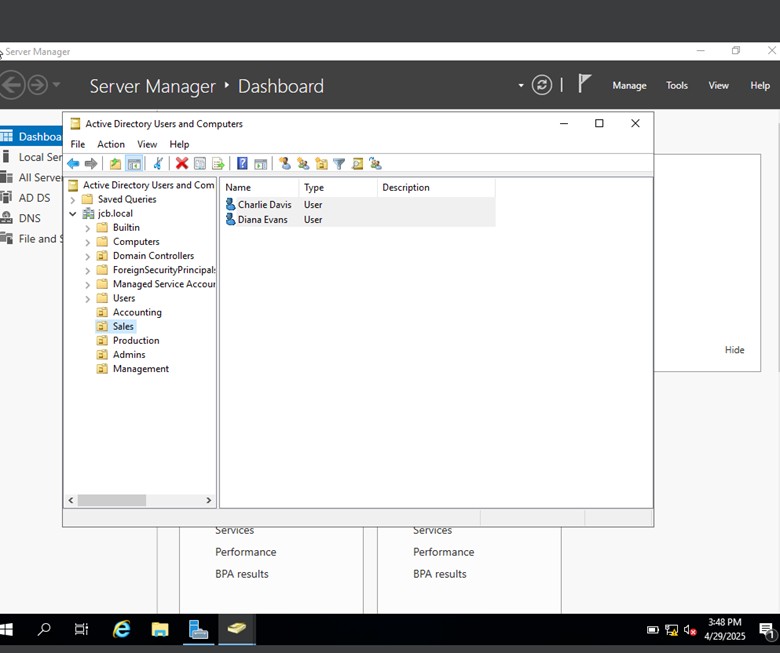 Server Manager
Server Manager ‣ Dashboard
Manage Tools View Help
Dashboa
Local Ser
All Server
AD DS
DNS
File and S
Active Directory Users and Computers
File Action View Help
Active Directory Users and Com
Saved Queries
jcb.local
Builtin
Computers
Domain Controllers
ForeignSecurityPrincipals
Managed Service Accour
Users
Accounting
Sales
Production
Admins
Management
Name Type Description
Charlie Davis User
Diana Evans User
Hide
Services
Performance
BPA results
Services
Performance
BPA results
3:48 PM
4/29/2025
1